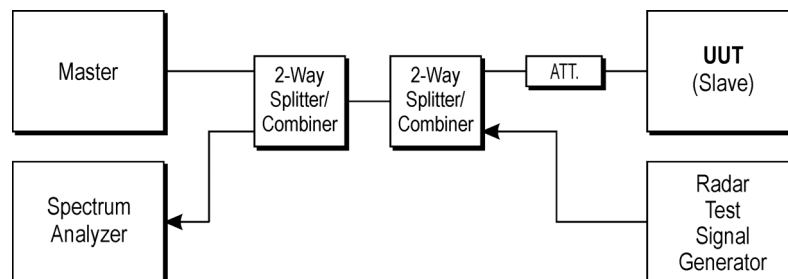 Master
2-Way
Splitter/
Combiner
2-Way
Splitter/
Combiner
ATT.
UUT
(Slave)
Spectrum
Analyzer
Radar
Test
Signal
Generator